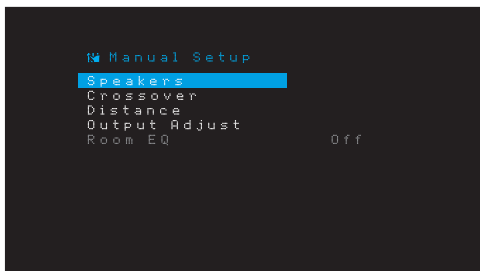 Manual Setup
Speakers
Crossover
Distance
Output Adjust
Room EQ Off